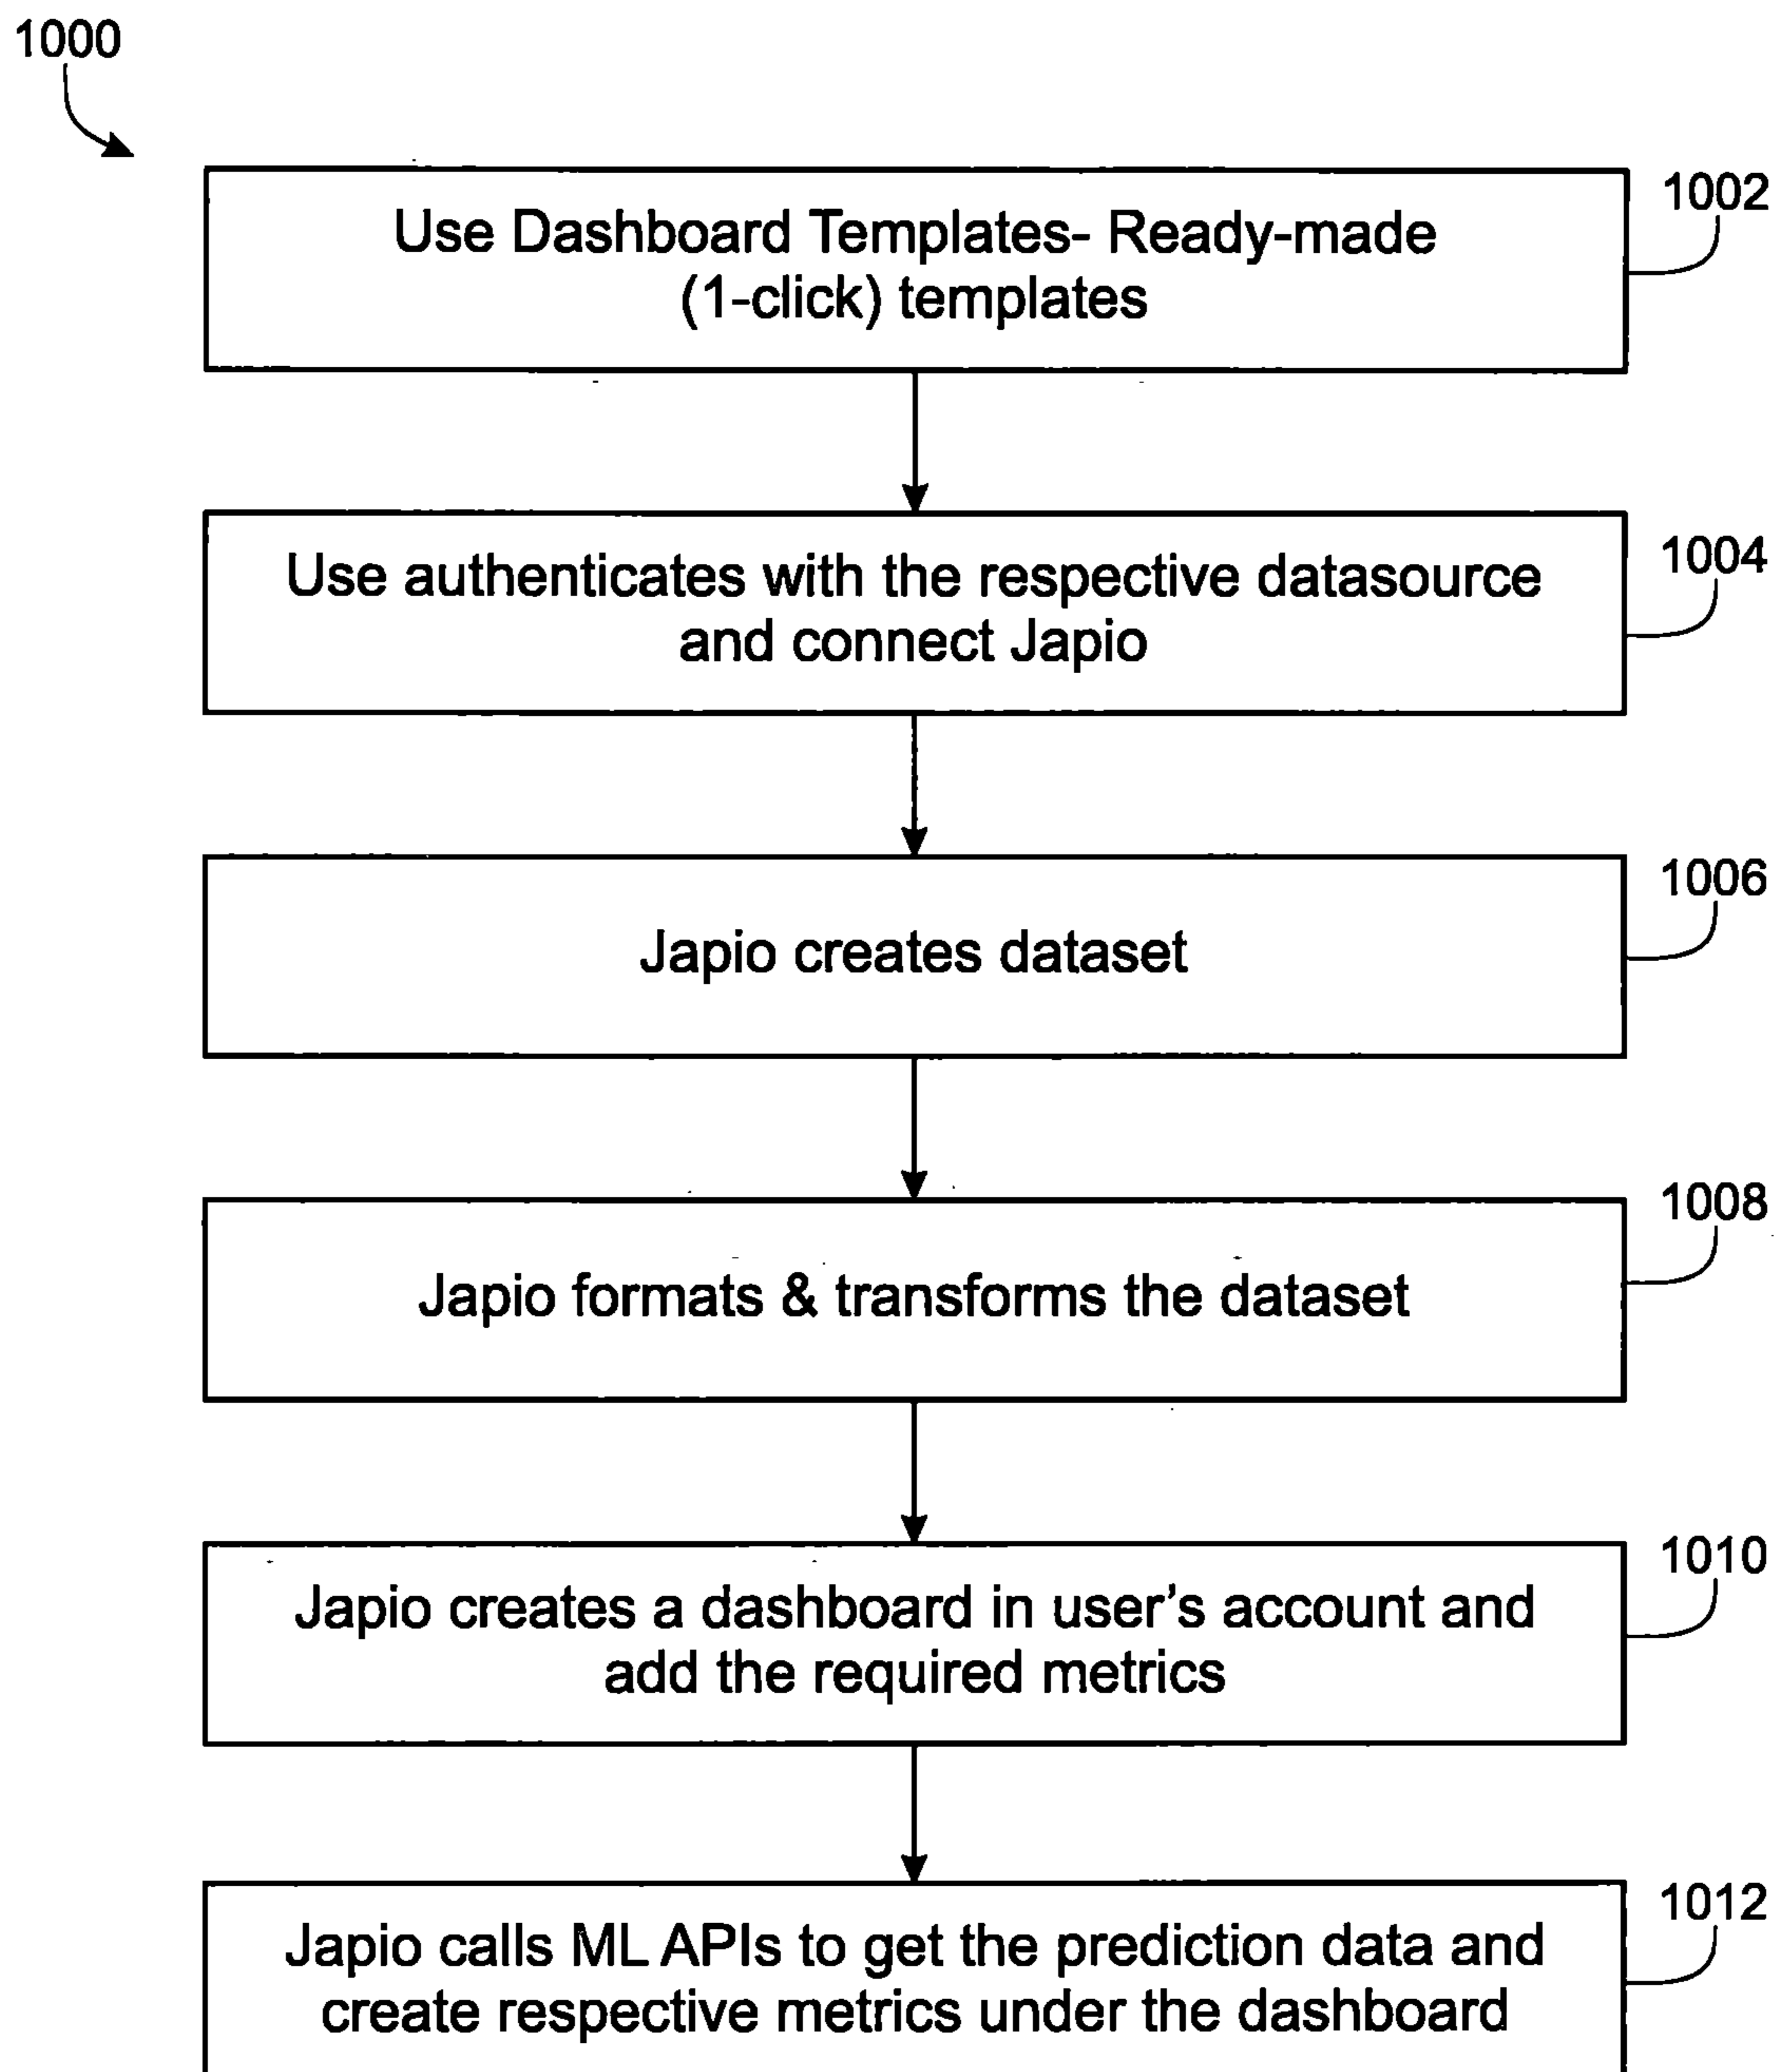 1000
1002
Use Dashboard Templates- Ready-made
(1-click) templates
1004
Use authenticates with the respective datasource
and connect Japio
1006
Japio creates dataset
1008
Japio formats & transforms the dataset
1010
Japio creates a dashboard in user's account and
add the required metrics
1012
Japio calls ML APIs to get the prediction data and
create respective metrics under the dashboard